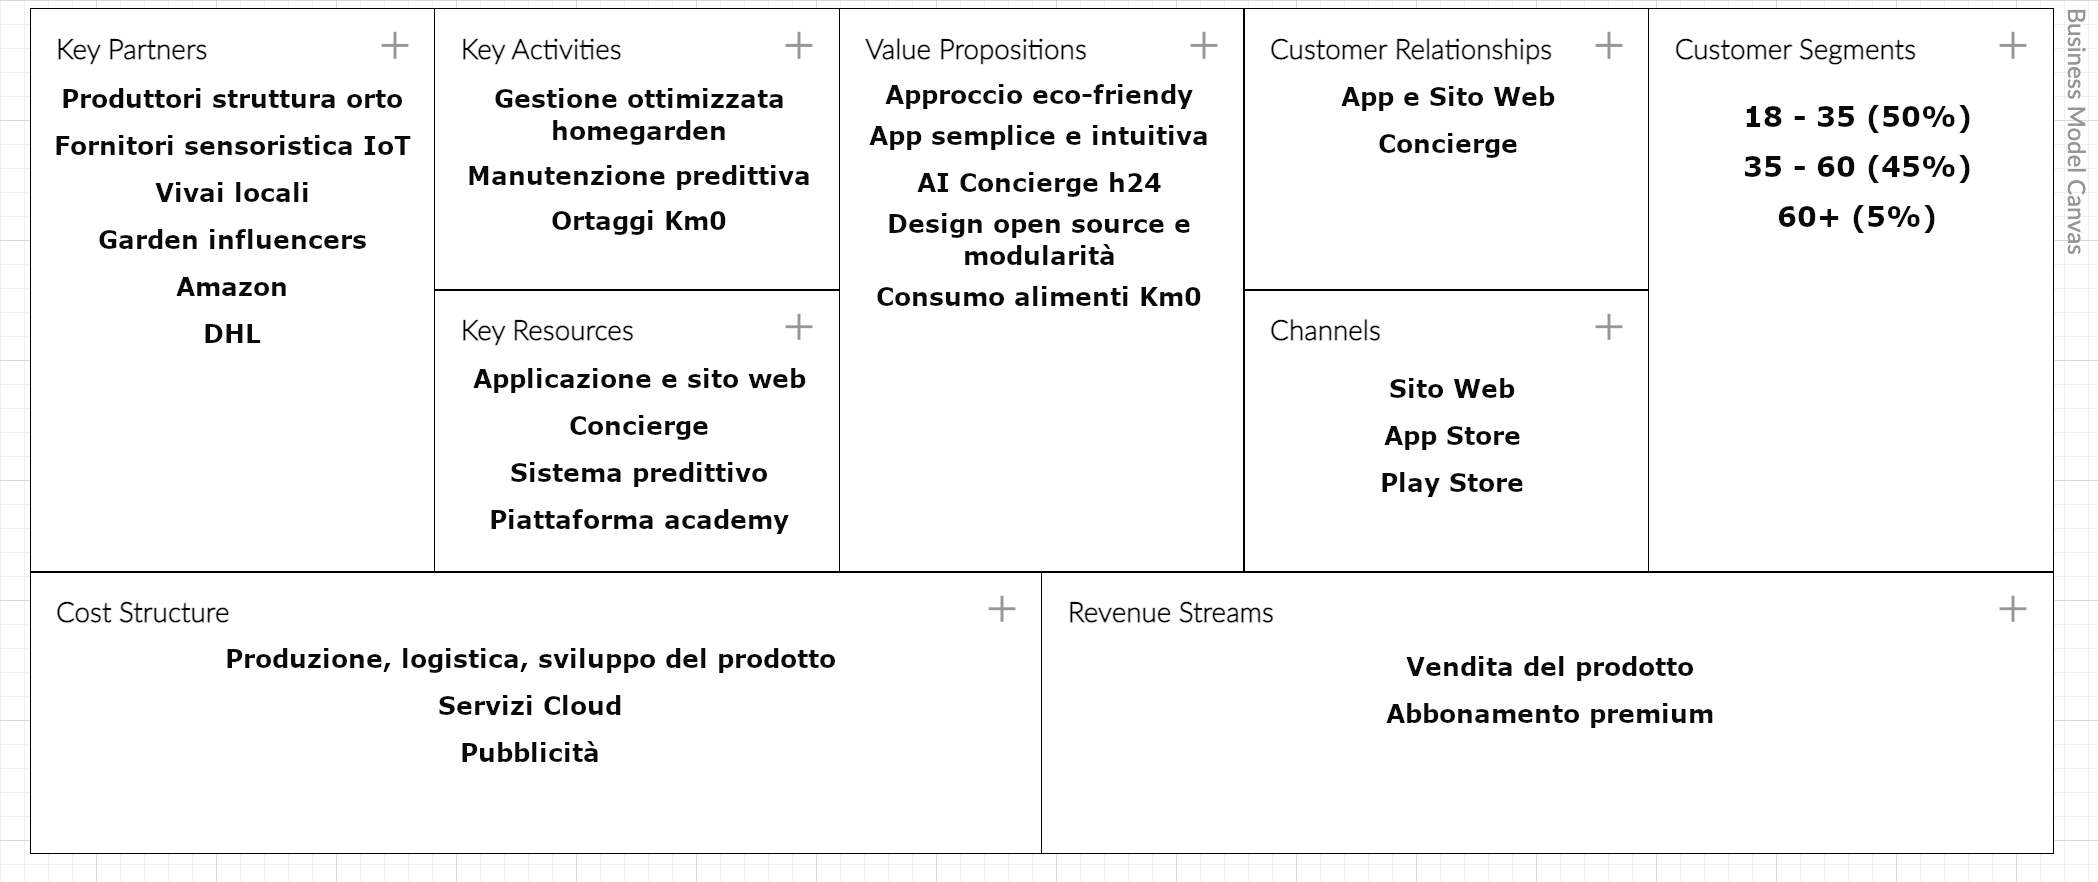 Key Partners
Produttori struttura orto
Fornitori sensoristica IoT
Vivai locali
Garden influencers
Amazon
DHL
Key Activities
Gestione ottimizzata
homegarden
Manutenzione predittiva
Ortaggi Km0
Key Resources
Applicazione e sito web
Concierge
Sistema predittivo
Piattaforma academy
Value Propositions
Approccio eco-friendy
App semplice e intuitiva
AI Concierge h24
Design open source e
modularità
Consumo alimenti Km0
Customer Relationships
App e Sito Web
Concierge
Channels
Sito Web
App Store
Play Store
Customer Segments
18 - 35 (50%)
35 - 60 (45%)
60+ (5%)
Business Model Canvas
Cost Structure
Produzione, logistica, sviluppo del prodotto
Servizi Cloud
Pubblicità
Revenue Streams
Vendita del prodotto
Abbonamento premium